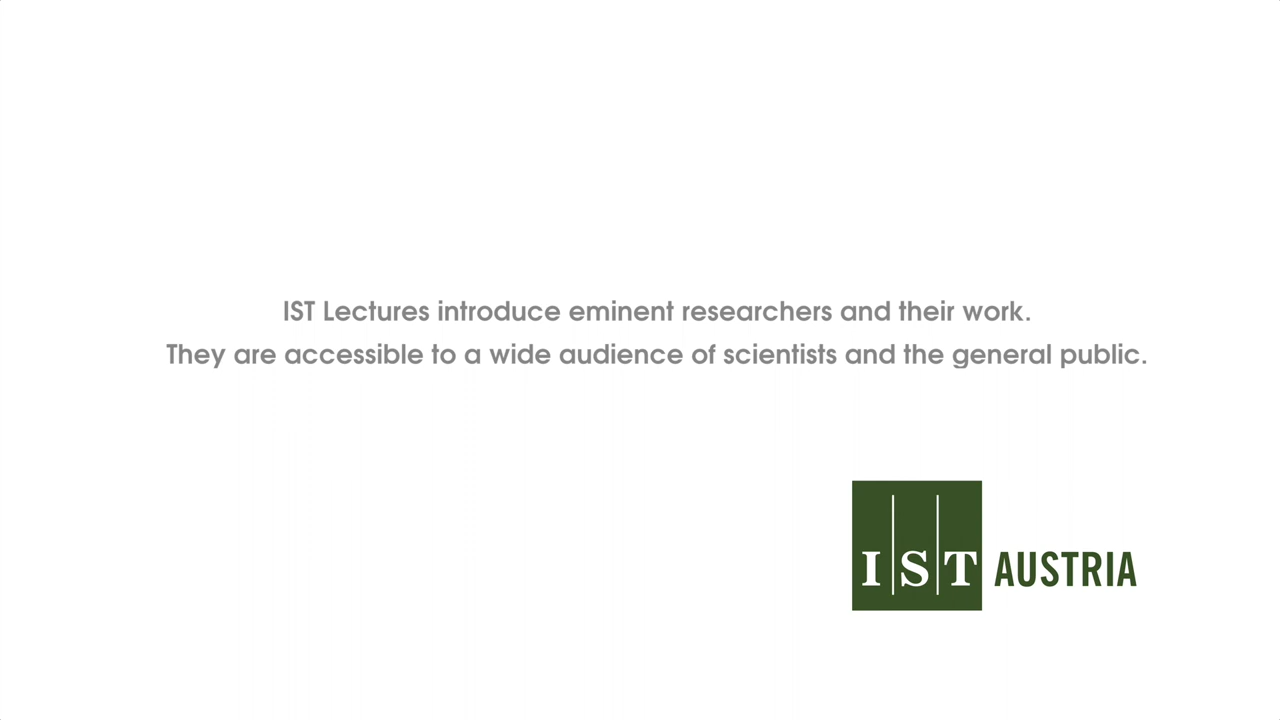 IST Lectures introduce eminent researchers and their work.
They are accessible to a wide audience of scientists and the general public.
IST AUSTRIA